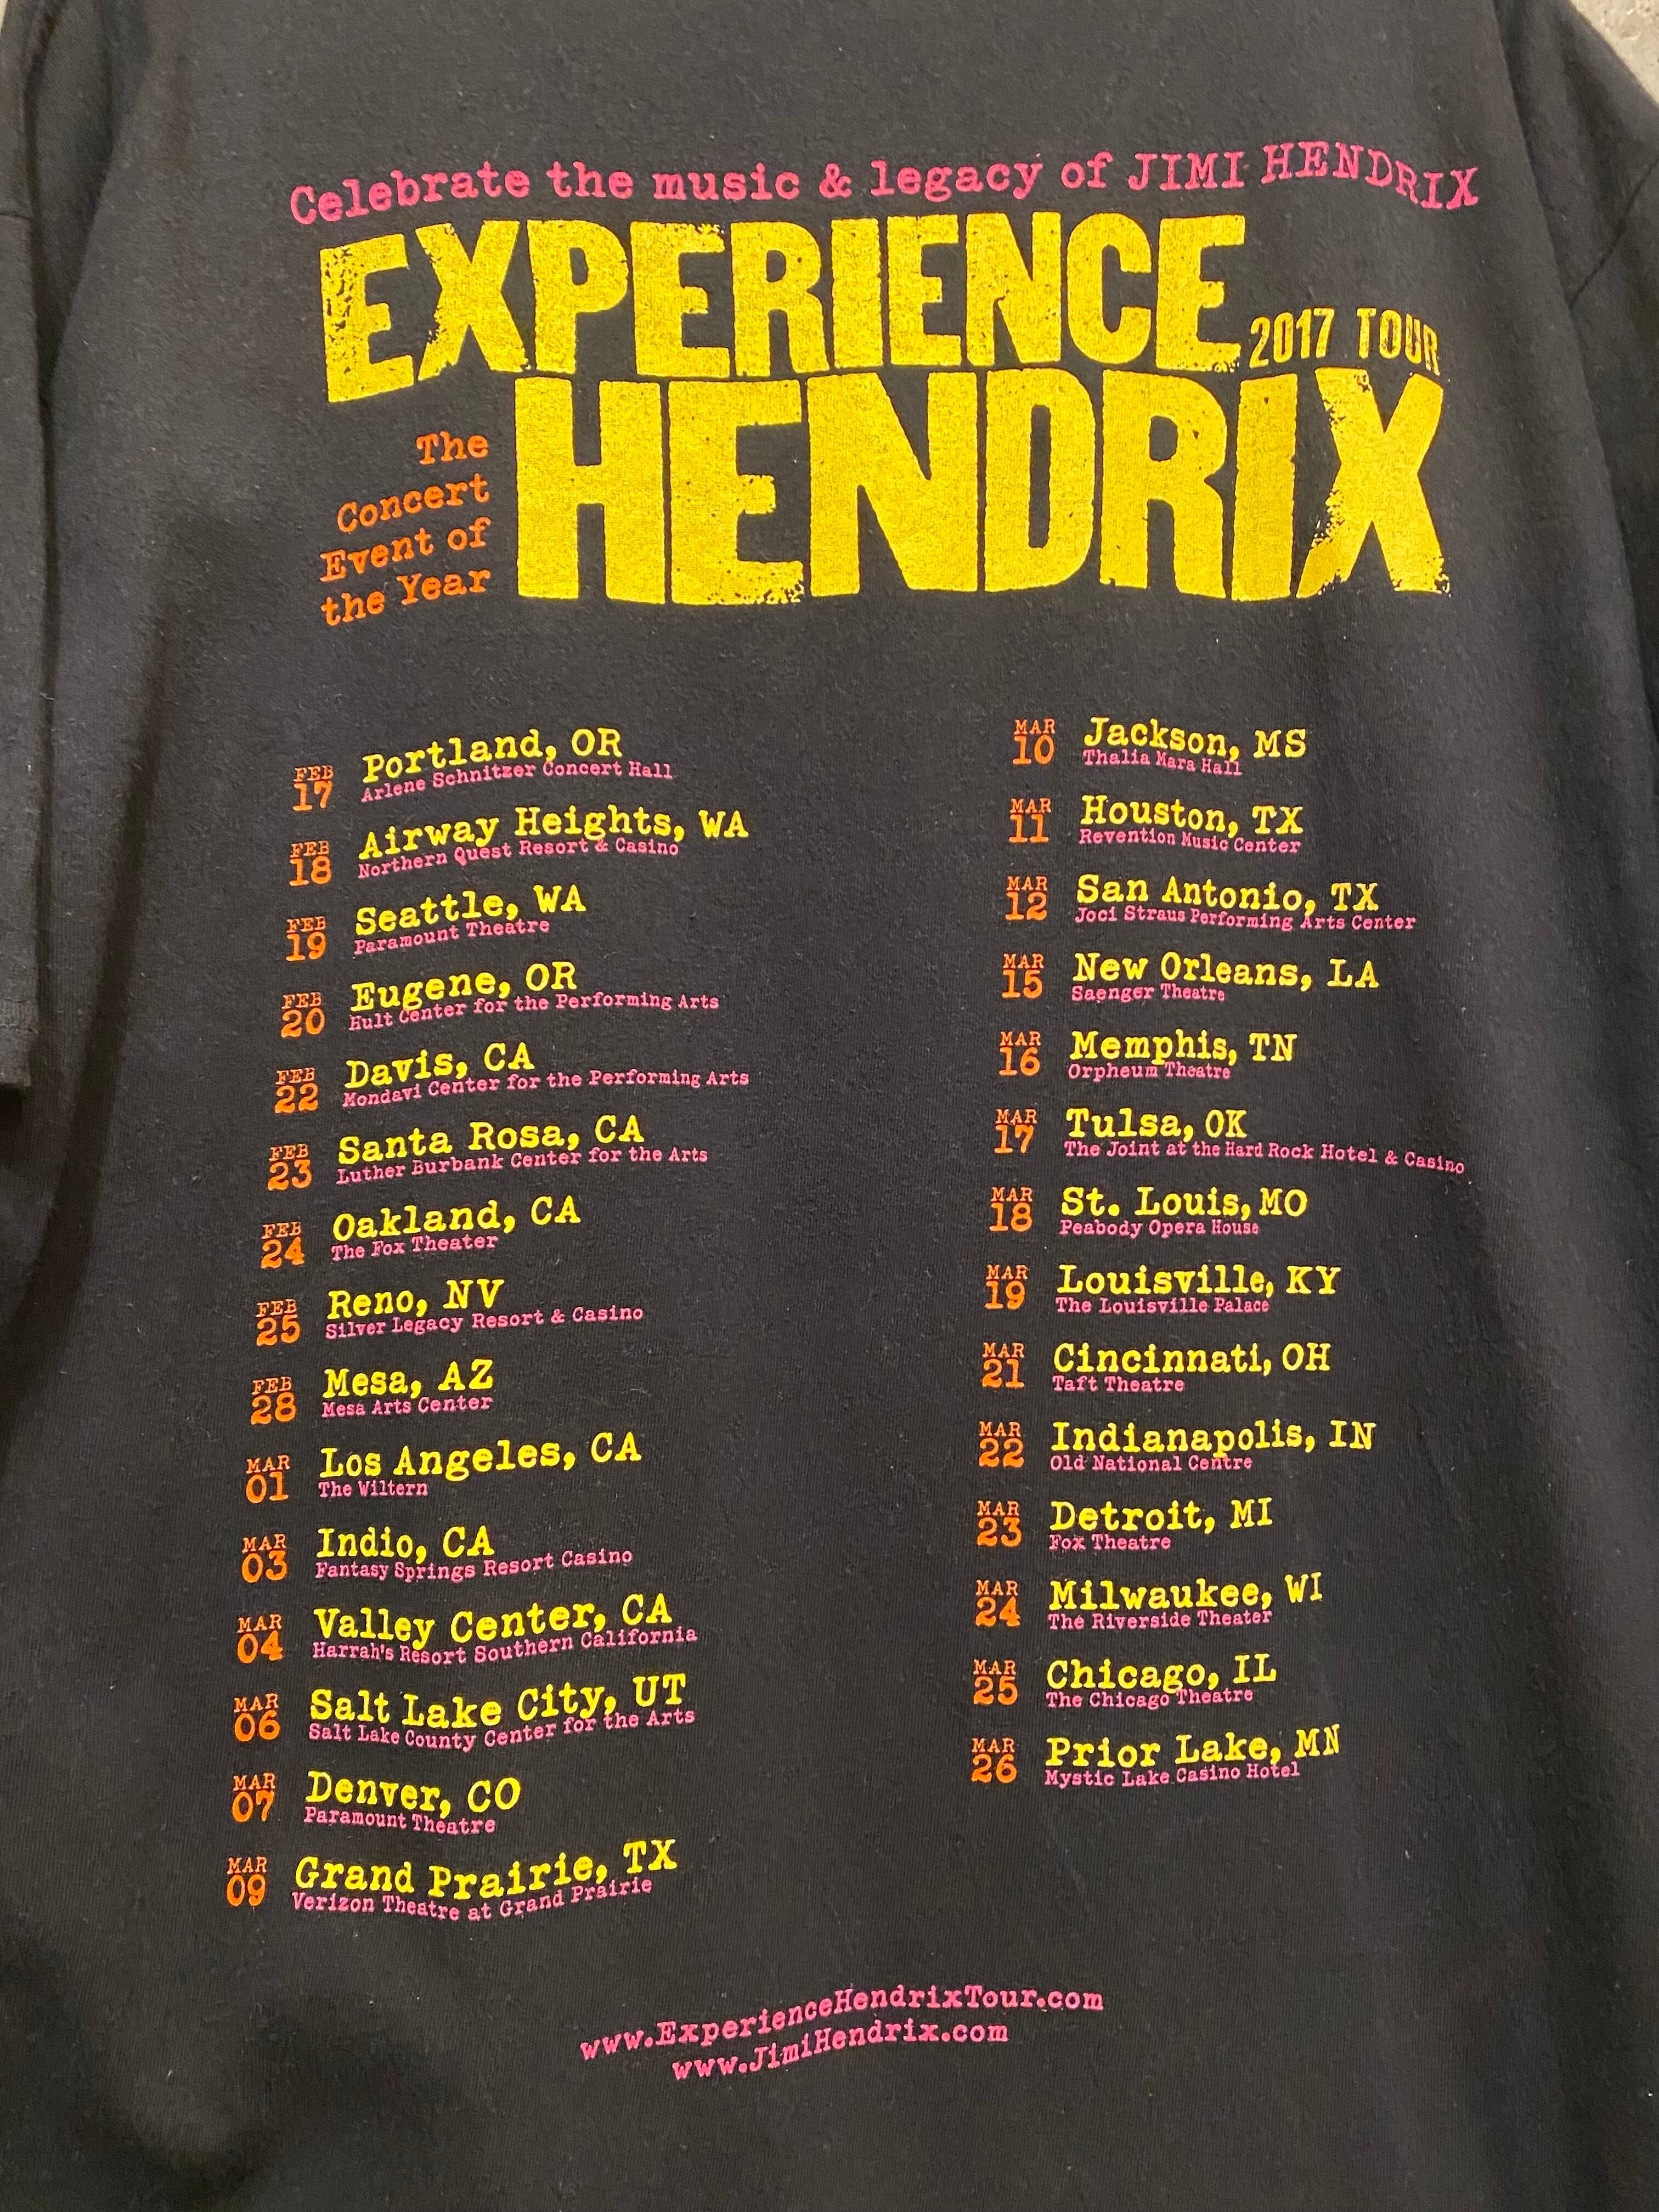 Celebrate the music & legacy of JIMI HENDRIX
EXPERIENCE
2017 TOUR
HENDRIX
The
Concert
Event of
the Year
FEB
17
Portland, OR
Arlene Schnitzer Concert Hall
FEB
18
Airway Heights, WA
Northern Quest Resort & Casino
FEB
19
Seattle, WA
Paramount Theatre
FEB
20
Eugene, OR
Hult Center for the Performing Arts
FEB
22
Davis, CA
Mondavi Center for the Performing Arts
FEB
23
Santa Rosa, CA
Luther Burbank Center for the Arts
FEB
24
Oakland, CA
The Fox Theater
FEB
25
Reno, NV
Silver Legacy Resort & Casino
FEB
28
Mesa, AZ
Mesa Arts Center
MAR
01
Los Angeles, CA
The Wiltern
MAR
03
Indio, CA
Fantasy Springs Resort Casino
MAR
04
Valley Center, CA
Harrah's Resort Southern California
MAR
06
Salt Lake City, UT
Salt Lake County Center for the Arts
MAR
07
Denver, CO
Paramount Theatre
MAR
09
Grand Prairie, TX
Verizon Theatre at Grand Prairie
MAR
10
Jackson, MS
Thalia Mara Hall
MAR
11
Houston, TX
Revention Music Center
MAR
12
San Antonio, TX
Joci Straus Performing Arts Center
MAR
15
New Orleans, LA
Saenger Theatre
MAR
16
Memphis, TN
Orpheum Theatre
MAR
17
Tulsa, OK
The Joint at the Hard Rock Hotel & Casino
MAR
18
St. Louis, MO
Peabody Opera House
MAR
19
Louisville, KY
The Louisville Palace
MAR
21
Cincinnati, OH
Taft Theatre
MAR
22
Indianapolis, IN
Old National Centre
MAR
23
Detroit, MI
Fox Theatre
MAR
24
Milwaukee, WI
The Riverside Theater
MAR
25
Chicago, IL
The Chicago Theatre
MAR
26
Prior Lake, MN
Mystic Lake Casino Hotel
www.ExperienceHendrixTour.com
www.JimiHendrix.com